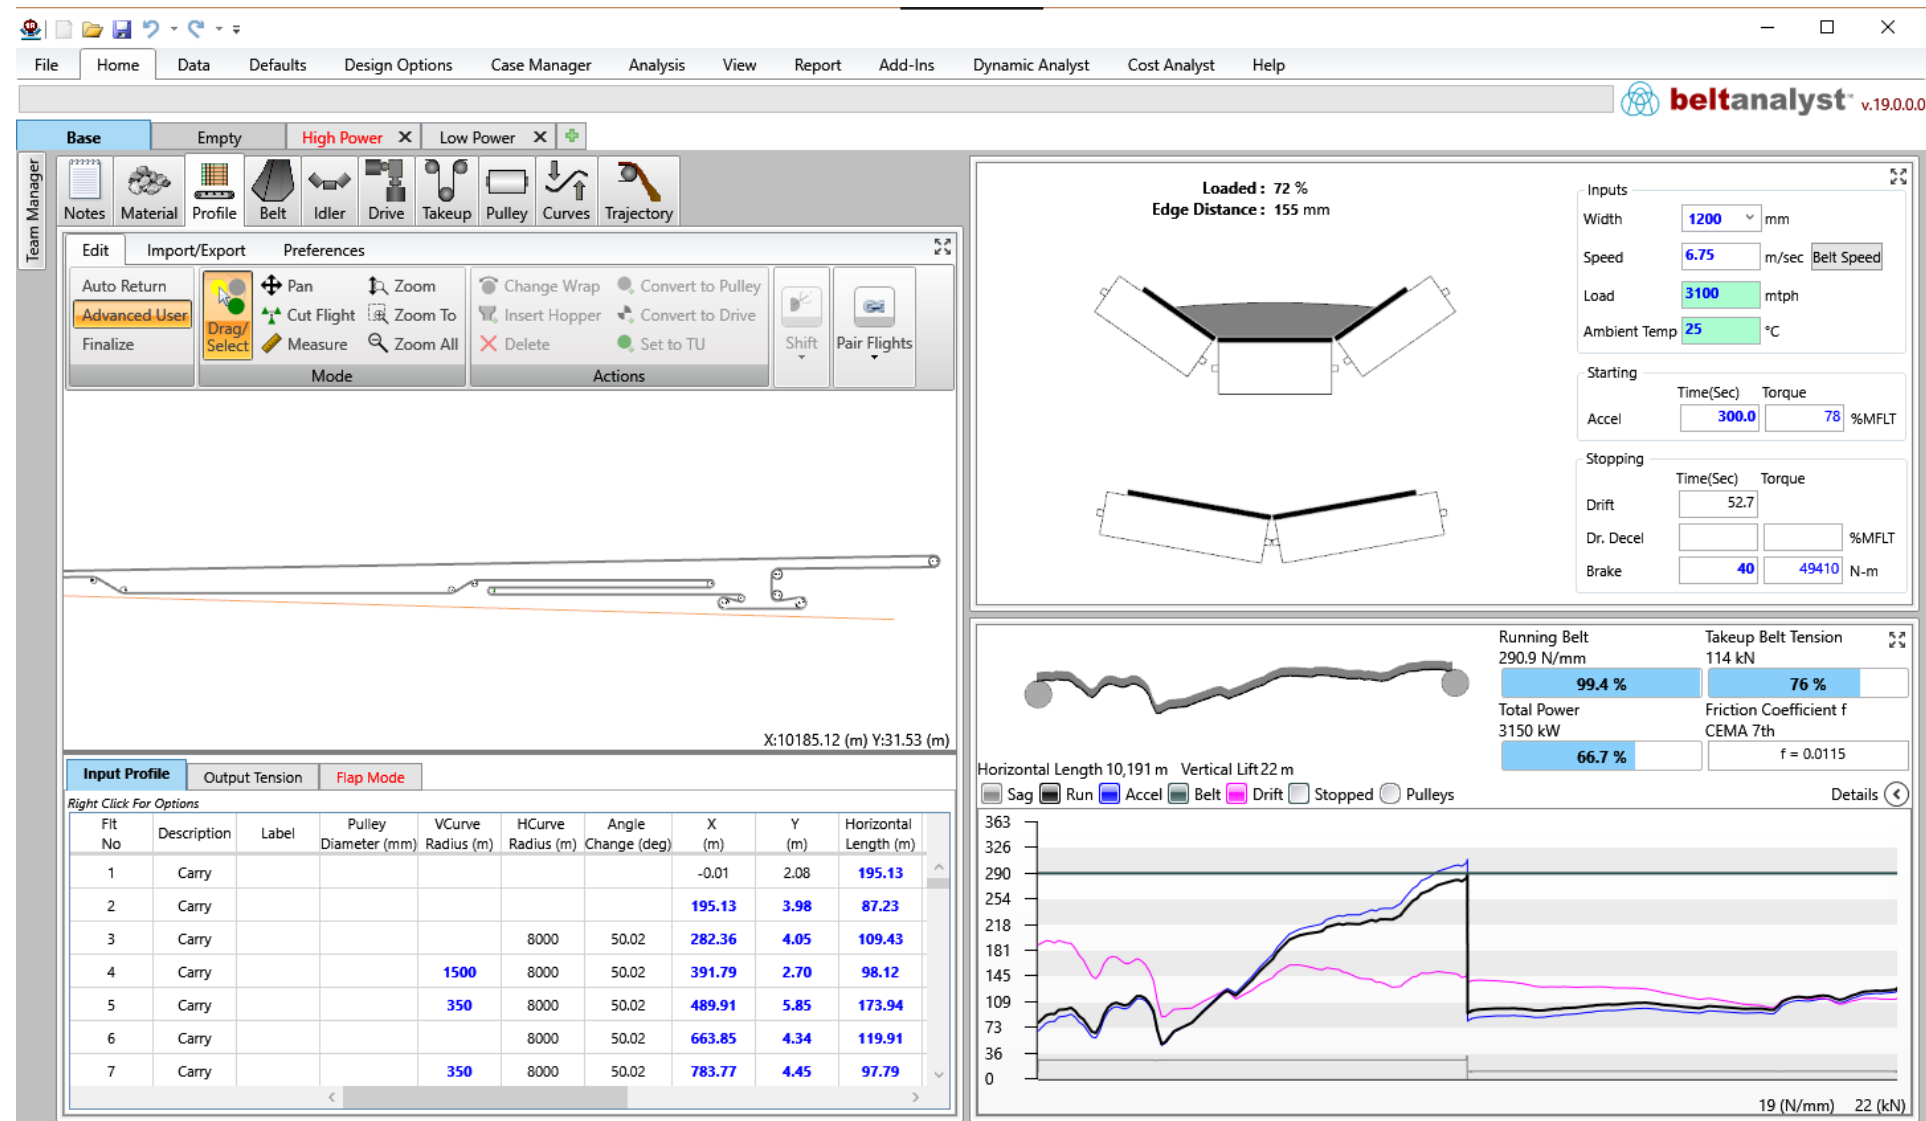 File Home Data Defaults Design Options Case Manager Analysis View Report Add-Ins Dynamic Analyst Cost Analyst Help
beltanalyst v.19.0.0.0
Base Empty High Power X Low Power X
Team Manager
Notes Material Profile Belt Idler Drive Takeup Pulley Curves Trajectory
Edit Import/Export Preferences
Auto Return
Advanced User
Finalize
Drag/
Select
Pan
Cut Flight
Measure
Zoom
Zoom To
Zoom All
Mode
Change Wrap
Insert Hopper
Delete
Convert to Pulley
Convert to Drive
Set to TU
Actions
Shift
Pair Flights
X:10185.12 (m) Y:31.53 (m)
Input Profile Output Tension Flap Mode
Right Click For Options
Flt No Description Label Pulley Diameter (mm) VCurve Radius (m) HCurve Radius (m) Angle Change (deg) X (m) Y (m) Horizontal Length (m)
1 Carry -0.01 2.08 195.13
2 Carry 195.13 3.98 87.23
3 Carry 8000 50.02 282.36 4.05 109.43
4 Carry 1500 8000 50.02 391.79 2.70 98.12
5 Carry 350 8000 50.02 489.91 5.85 173.94
6 Carry 8000 50.02 663.85 4.34 119.91
7 Carry 350 8000 50.02 783.77 4.45 97.79
Loaded : 72 %
Edge Distance : 155 mm
Inputs
Width 1200 mm
Speed 6.75 m/sec Belt Speed
Load 3100 mtph
Ambient Temp 25 °C
Starting
Time(Sec) Torque
Accel 300.0 78 %MFLT
Stopping
Time(Sec) Torque
Drift 52.7
Dr. Decel %MFLT
Brake 40 49410 N-m
Running Belt
290.9 N/mm
99.4 %
Takeup Belt Tension
114 kN
76 %
Total Power
3150 kW
66.7 %
Friction Coefficient f
CEMA 7th
f = 0.0115
Horizontal Length 10,191 m Vertical Lift 22 m
Sag Run Accel Belt Drift Stopped Pulleys Details
363
326
290
254
218
181
145
109
73
36
0
19 (N/mm) 22 (kN)